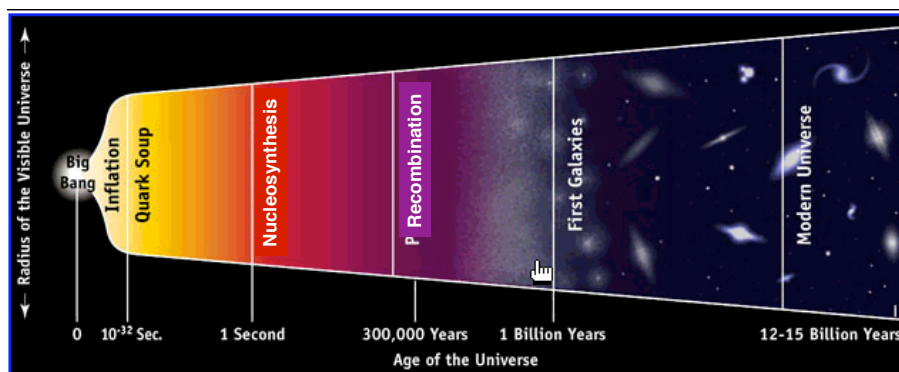 ← Radius of the Visible Universe →
Big
Bang
Inflation
Quark Soup
Nucleosynthesis
P
Recombination
First Galaxies
Modern Universe
0
10-32 Sec.
1 Second
300,000 Years
1 Billion Years
12-15 Billion Years
Age of the Universe